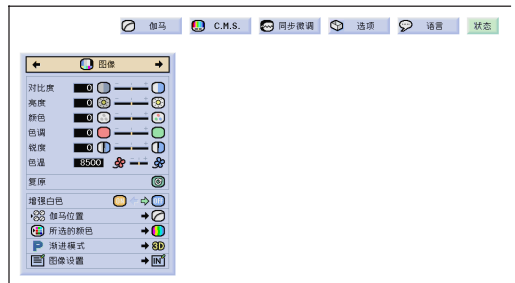 伽马 C.M.S. 同步微调 选项 语言 状态
图像
对比度 0
亮度 0
颜色 0
色调 0
锐度 0
色温 8500
复原
增强白色
伽马位置
所选的颜色
P 渐进模式 3D
图像设置 IN